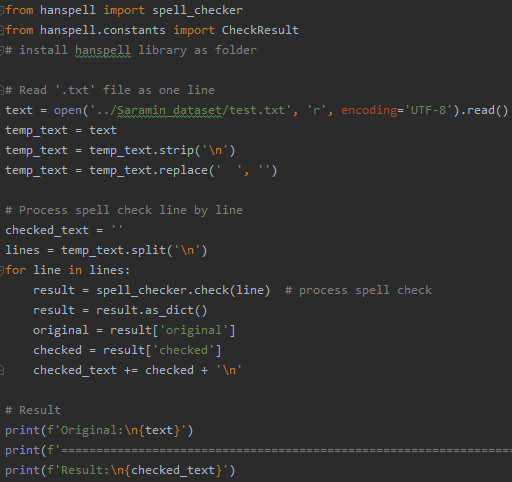 from hanspell import spell_checker
from hanspell.constants import CheckResult
# install hanspell library as folder
# Read '.txt' file as one line
text = open('../Saramin_dataset/test.txt', 'r', encoding='UTF-8').read()
temp_text = text
temp_text = temp_text.strip('\n')
temp_text = temp_text.replace('  ', '')
# Process spell check line by line
checked_text = ''
lines = temp_text.split('\n')
for line in lines:
    result = spell_checker.check(line)  # process spell check
    result = result.as_dict()
    original = result['original']
    checked = result['checked']
    checked_text += checked + '\n'
# Result
print(f'Original:\n{text}')
print(f'================================================================
print(f'Result:\n{checked_text}')